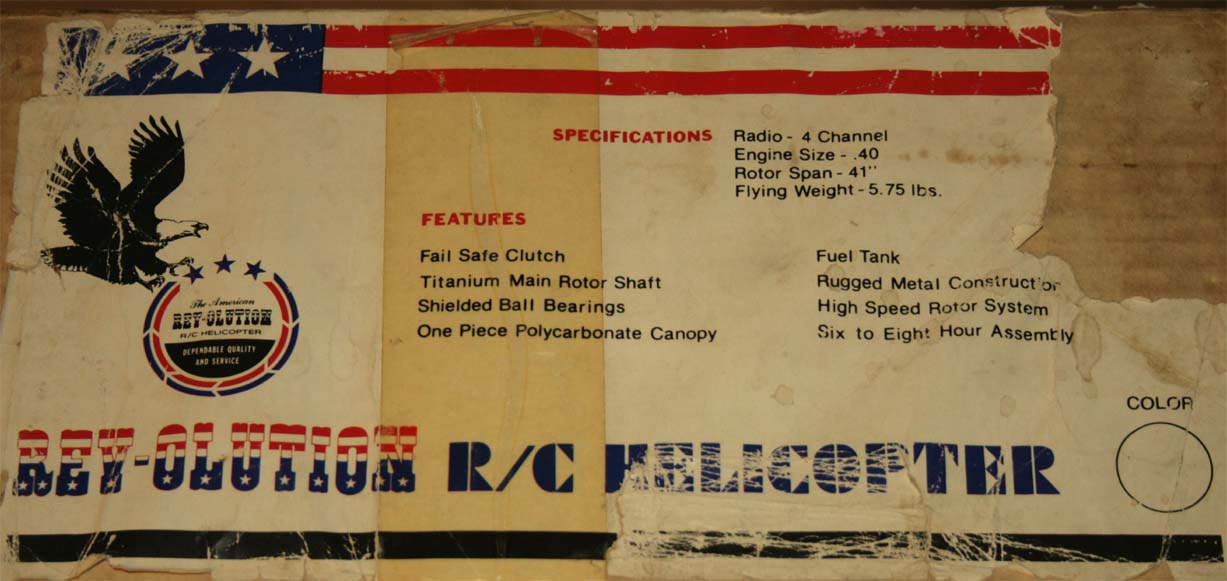 SPECIFICATIONS Radio - 4 Channel
Engine Size - .40
Rotor Span - 41"
Flying Weight - 5.75 lbs.
FEATURES
Fail Safe Clutch
Titanium Main Rotor Shaft
Shielded Ball Bearings
One Piece Polycarbonate Canopy
Fuel Tank
Rugged Metal Construction
High Speed Rotor System
Six to Eight Hour Assembly
The American
REV-OLUTION
R/C HELICOPTER
DEPENDABLE QUALITY
AND SERVICE
COLOR
REV-OLUTION R/C HELICOPTER